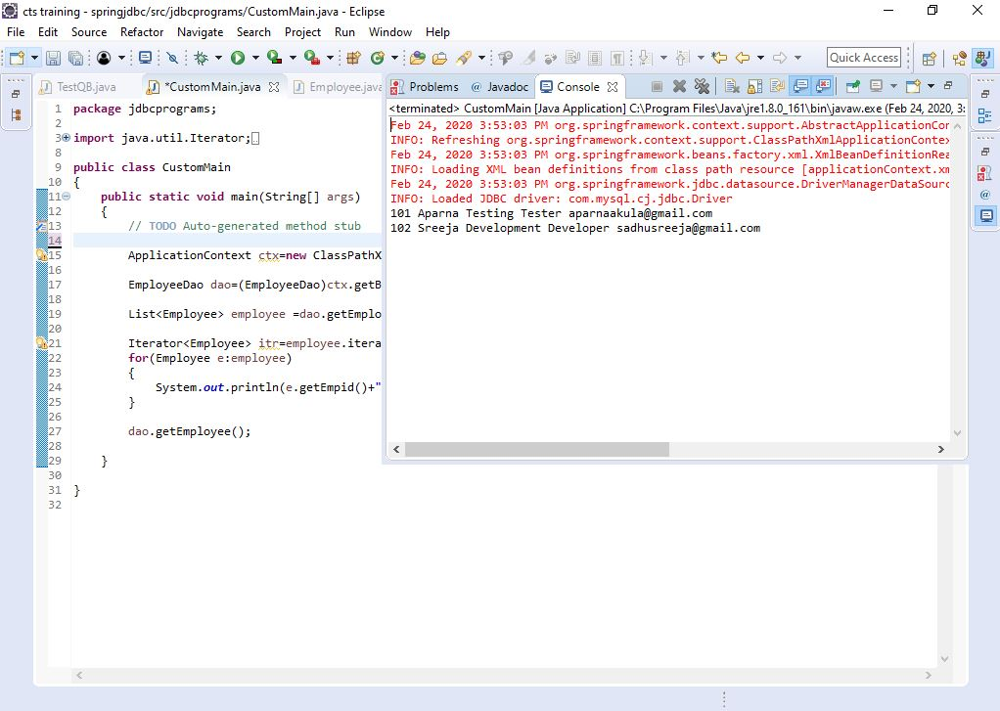 cts training - springjdbc/src/jdbcprograms/CustomMain.java - Eclipse
File Edit Source Refactor Navigate Search Project Run Window Help
Quick Access
TestQB.java *CustomMain.java Employee.java
1 package jdbcprograms;
2
3 import java.util.Iterator;
8
9 public class CustomMain
10 {
11 public static void main(String[] args)
12 {
13 // TODO Auto-generated method stub
14
15 ApplicationContext ctx=new ClassPathX
16
17 EmployeeDao dao=(EmployeeDao)ctx.getB
18
19 List<Employee> employee =dao.getEmplo
20
21 Iterator<Employee> itr=employee.itera
22 for(Employee e:employee)
23 {
24 System.out.println(e.getEmpid()+"
25 }
26
27 dao.getEmployee();
28
29 }
30
31 }
32
Problems @ Javadoc Console
<terminated> CustomMain [Java Application] C:\Program Files\Java\jre1.8.0_161\bin\javaw.exe (Feb 24, 2020, 3:
Feb 24, 2020 3:53:03 PM org.springframework.context.support.AbstractApplicationCon
INFO: Refreshing org.springframework.context.support.ClassPathXmlApplicationContex
Feb 24, 2020 3:53:03 PM org.springframework.beans.factory.xml.XmlBeanDefinitionRea
INFO: Loading XML bean definitions from class path resource [applicationContext.xm
Feb 24, 2020 3:53:03 PM org.springframework.jdbc.datasource.DriverManagerDataSourc
INFO: Loaded JDBC driver: com.mysql.cj.jdbc.Driver
101 Aparna Testing Tester aparnaakula@gmail.com
102 Sreeja Development Developer sadhusreeja@gmail.com